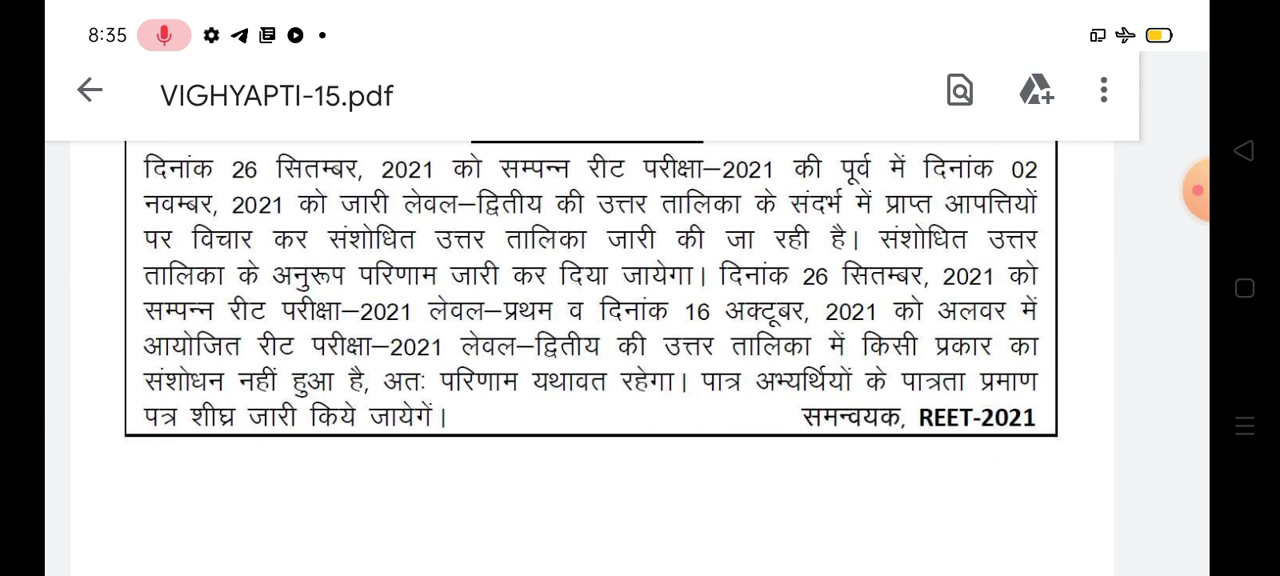 8:35
VIGHYAPTI-15.pdf
दिनांक 26 सितम्बर, 2021 को सम्पन्न रीट परीक्षा–2021 की पूर्व में दिनांक 02
नवम्बर, 2021 को जारी लेवल–द्वितीय की उत्तर तालिका के संदर्भ में प्राप्त आपत्तियों
पर विचार कर संशोधित उत्तर तालिका जारी की जा रही है। संशोधित उत्तर
तालिका के अनुरूप परिणाम जारी कर दिया जायेगा। दिनांक 26 सितम्बर, 2021 को
सम्पन्न रीट परीक्षा–2021 लेवल–प्रथम व दिनांक 16 अक्टूबर, 2021 को अलवर में
आयोजित रीट परीक्षा–2021 लेवल–द्वितीय की उत्तर तालिका में किसी प्रकार का
संशोधन नहीं हुआ है, अतः परिणाम यथावत रहेगा। पात्र अभ्यर्थियों के पात्रता प्रमाण
पत्र शीघ्र जारी किये जायेगें। समन्वयक, REET-2021